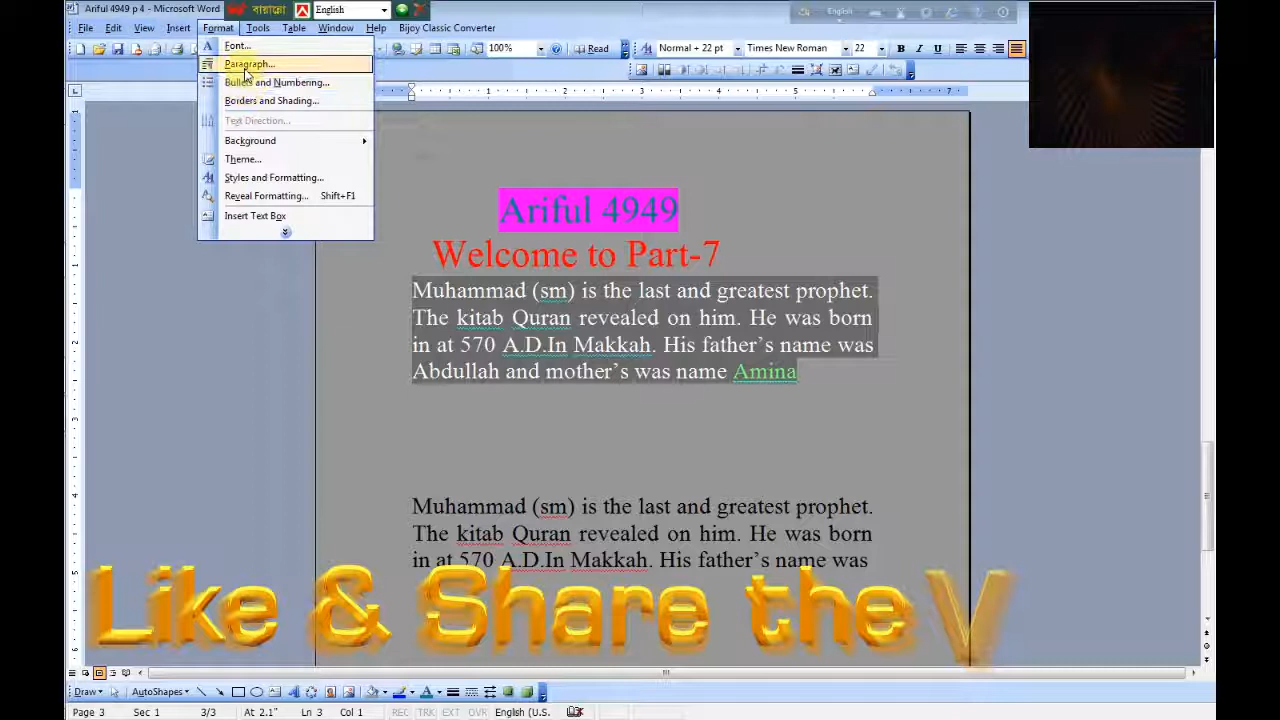 Ariful 4949 p 4 - Microsoft Word
বায়ান্নো
English
English
File Edit View Insert Format Tools Table Window Help Bijoy Classic Converter
100%
Read
Normal + 22 pt
Times New Roman
22
B I U
Font...
Paragraph...
Bullets and Numbering...
Borders and Shading...
Text Direction...
Background
Theme...
Styles and Formatting...
Reveal Formatting... Shift+F1
Insert Text Box
Ariful 4949
Welcome to Part-7
Muhammad (sm) is the last and greatest prophet.
The kitab Quran revealed on him. He was born
in at 570 A.D.In Makkah. His father’s name was
Abdullah and mother’s was name Amina
Muhammad (sm) is the last and greatest prophet.
The kitab Quran revealed on him. He was born
in at 570 A.D.In Makkah. His father’s name was
Like & Share the V
Draw AutoShapes
Page 3 Sec 1 3/3 At 2.1" Ln 3 Col 1 REC TRK EXT OVR English (U.S.